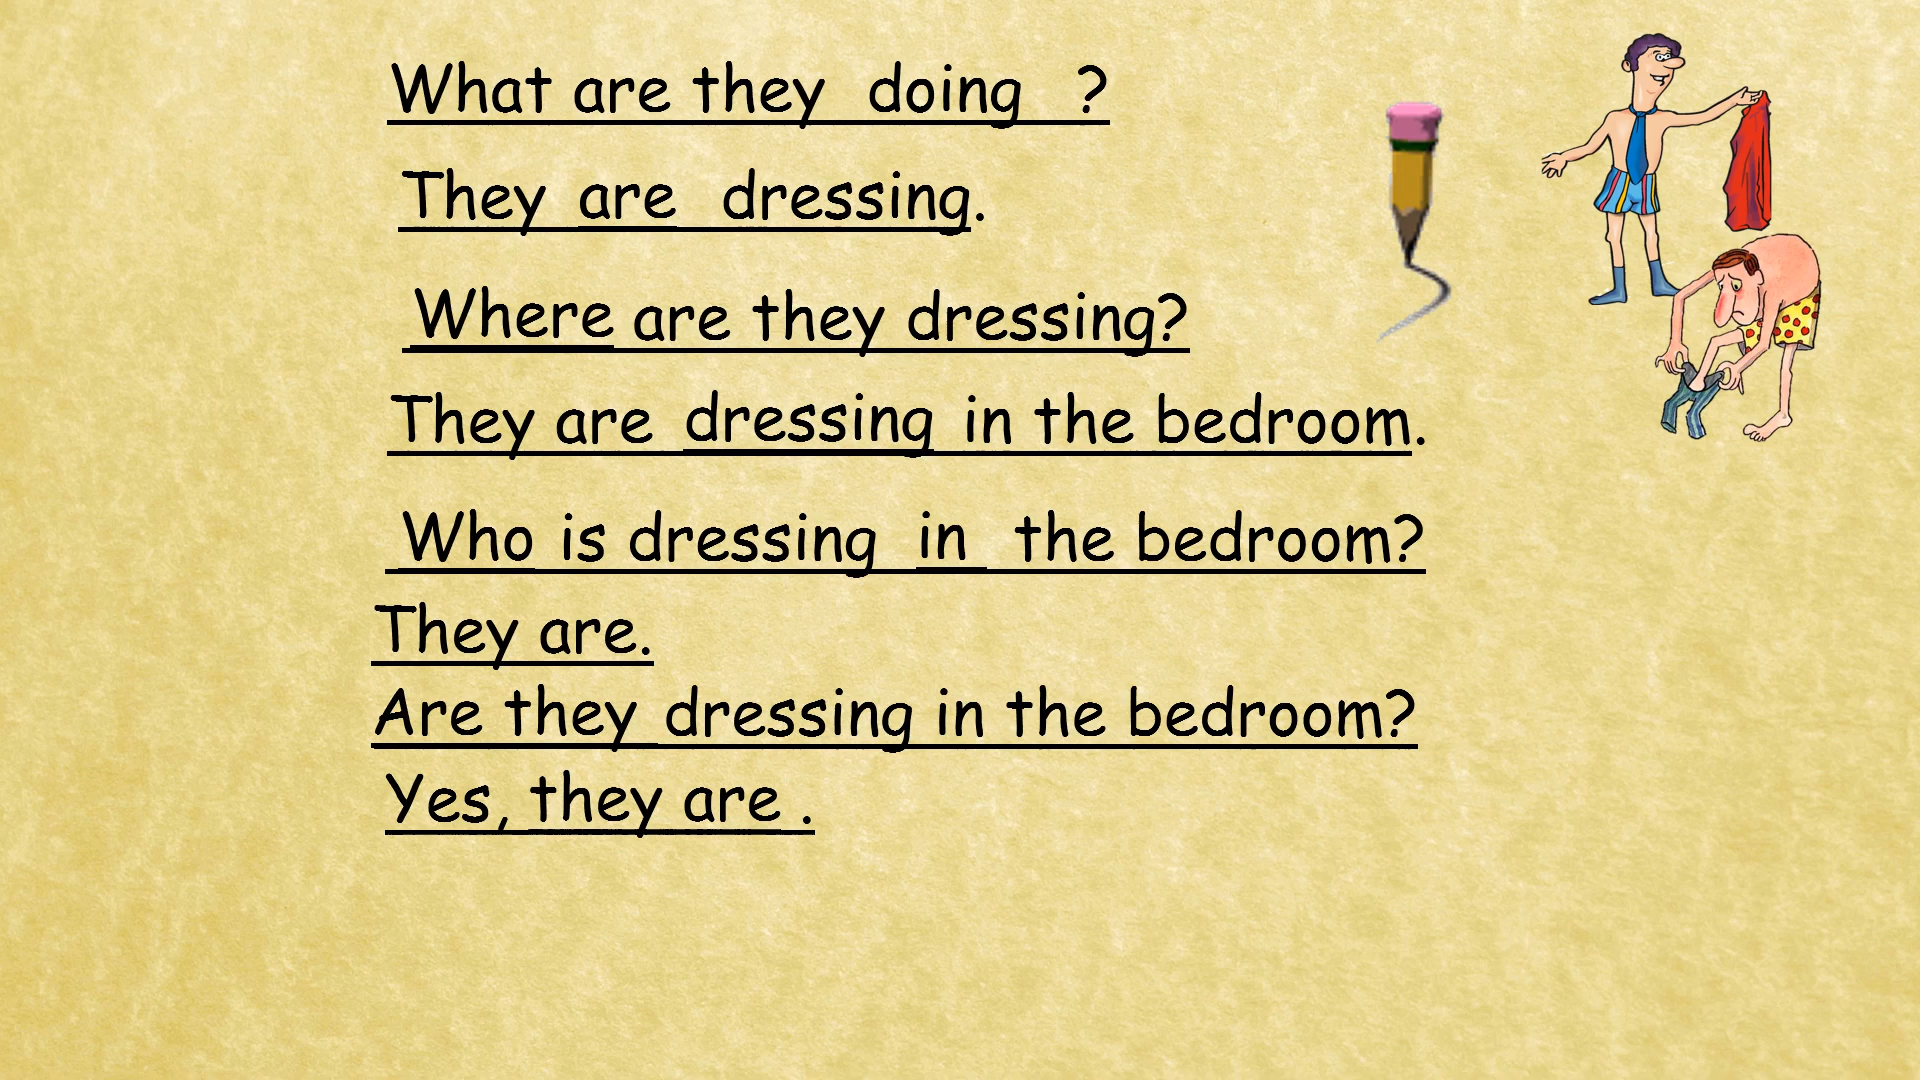 What are they doing ?
They are dressing.
Where are they dressing?
They are dressing in the bedroom.
Who is dressing in the bedroom?
They are.
Are they dressing in the bedroom?
Yes, they are .